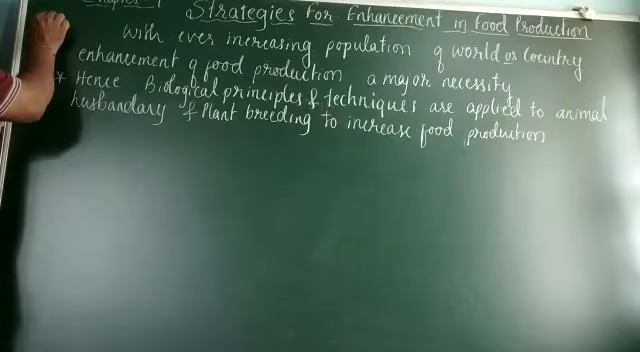 Chapter
Strategies for Enhancement in Food Production
with ever increasing population of world or Country
enhancement of food production a major necessity
* Hence Biological principles & techniques are applied to animal
husbandary & Plant breeding to increase food production